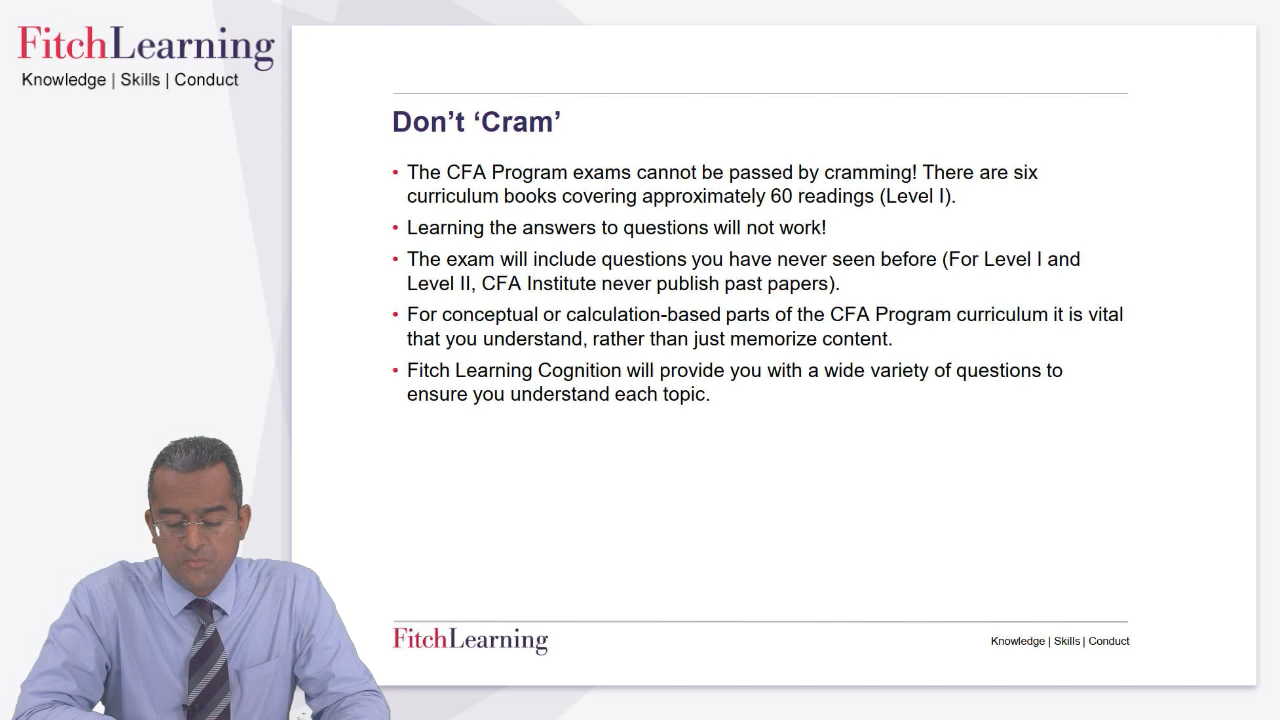 FitchLearning
Knowledge | Skills | Conduct
Don’t ‘Cram’
• The CFA Program exams cannot be passed by cramming! There are six
curriculum books covering approximately 60 readings (Level I).
• Learning the answers to questions will not work!
• The exam will include questions you have never seen before (For Level I and
Level II, CFA Institute never publish past papers).
• For conceptual or calculation-based parts of the CFA Program curriculum it is vital
that you understand, rather than just memorize content.
• Fitch Learning Cognition will provide you with a wide variety of questions to
ensure you understand each topic.
FitchLearning
Knowledge | Skills | Conduct